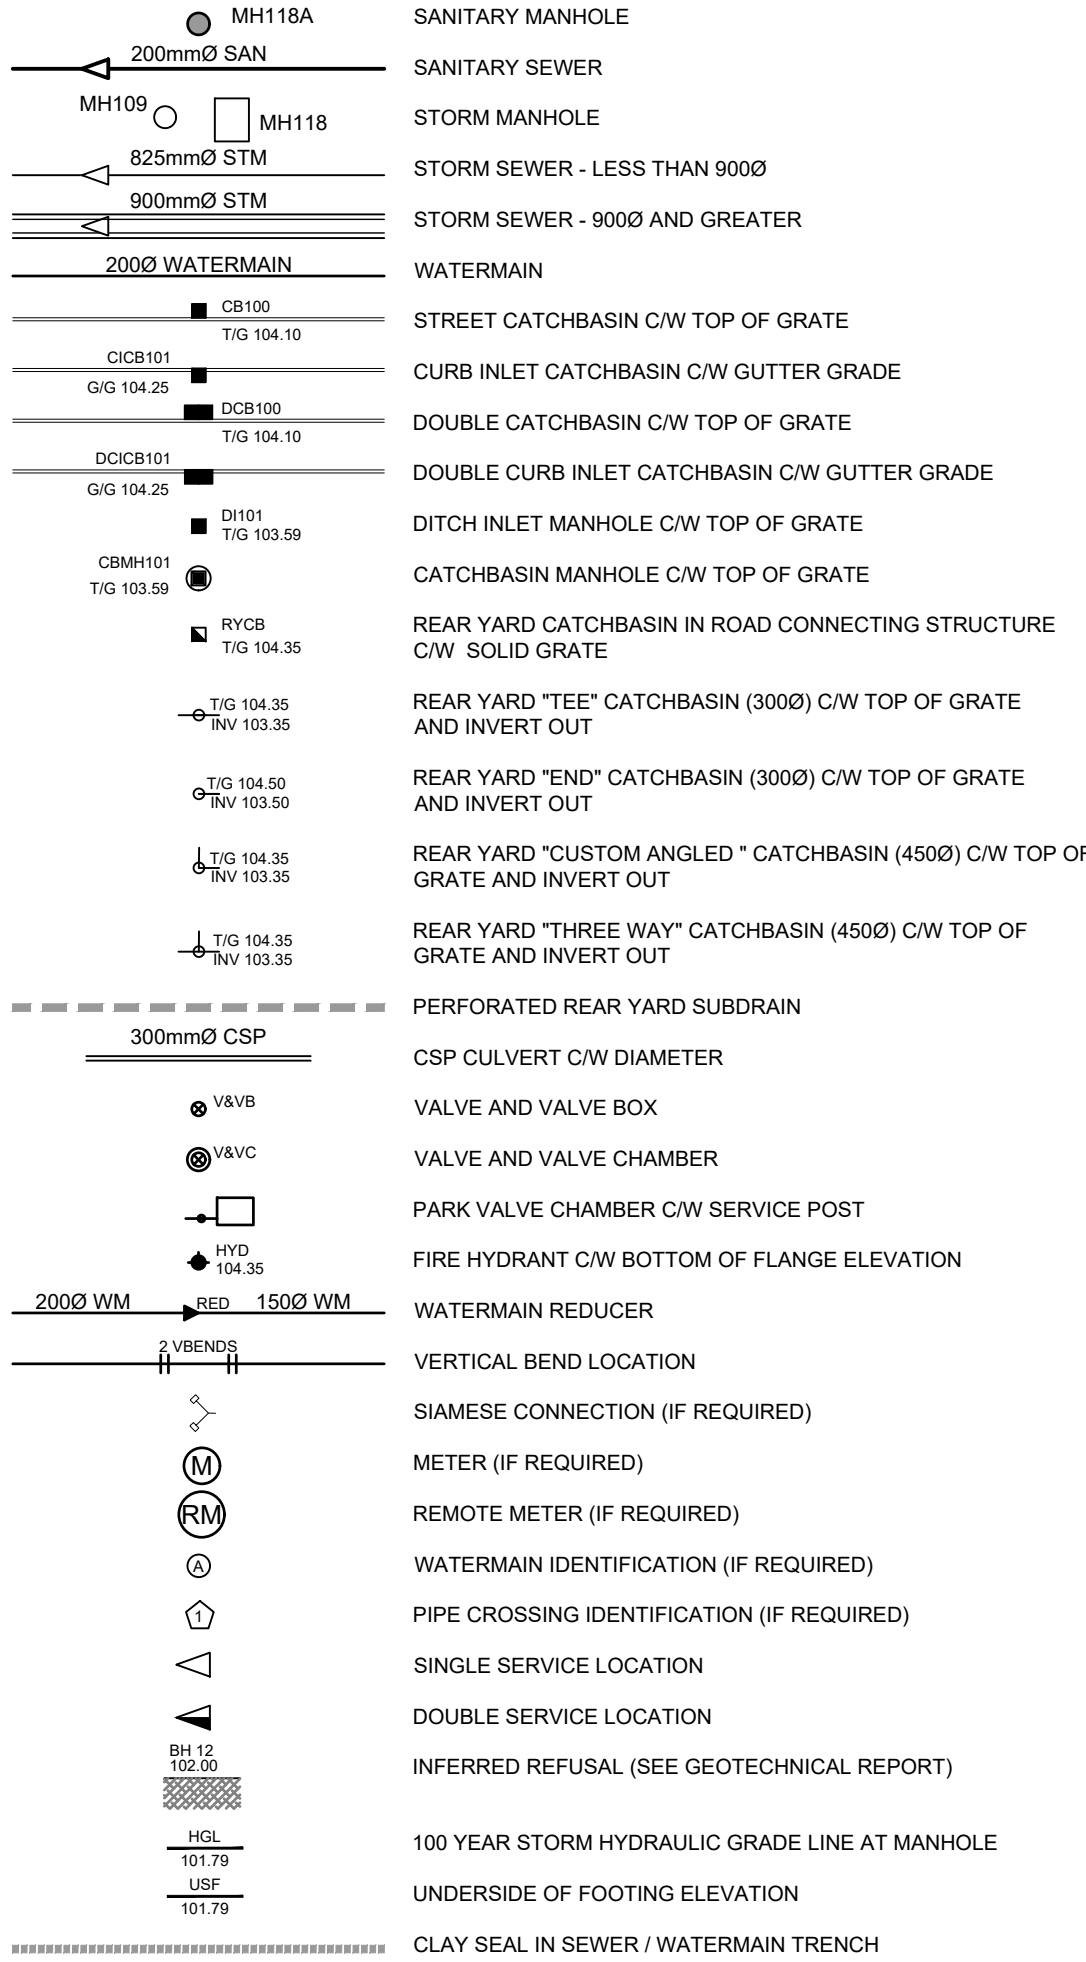 MH118A SANITARY MANHOLE
200mmØ SAN SANITARY SEWER
MH109 MH118 STORM MANHOLE
825mmØ STM STORM SEWER - LESS THAN 900Ø
900mmØ STM STORM SEWER - 900Ø AND GREATER
200Ø WATERMAIN WATERMAIN
CB100
T/G 104.10
STREET CATCHBASIN C/W TOP OF GRATE
CICB101
G/G 104.25
CURB INLET CATCHBASIN C/W GUTTER GRADE
DCB100
T/G 104.10
DOUBLE CATCHBASIN C/W TOP OF GRATE
DCICB101
G/G 104.25
DOUBLE CURB INLET CATCHBASIN C/W GUTTER GRADE
DI101
T/G 103.59
DITCH INLET MANHOLE C/W TOP OF GRATE
CBMH101
T/G 103.59
CATCHBASIN MANHOLE C/W TOP OF GRATE
RYCB
T/G 104.35
REAR YARD CATCHBASIN IN ROAD CONNECTING STRUCTURE
C/W SOLID GRATE
T/G 104.35
INV 103.35
REAR YARD "TEE" CATCHBASIN (300Ø) C/W TOP OF GRATE
AND INVERT OUT
T/G 104.50
INV 103.50
REAR YARD "END" CATCHBASIN (300Ø) C/W TOP OF GRATE
AND INVERT OUT
T/G 104.35
INV 103.35
REAR YARD "CUSTOM ANGLED " CATCHBASIN (450Ø) C/W TOP OF
GRATE AND INVERT OUT
T/G 104.35
INV 103.35
REAR YARD "THREE WAY" CATCHBASIN (450Ø) C/W TOP OF
GRATE AND INVERT OUT
PERFORATED REAR YARD SUBDRAIN
300mmØ CSP CSP CULVERT C/W DIAMETER
V&VB VALVE AND VALVE BOX
V&VC VALVE AND VALVE CHAMBER
PARK VALVE CHAMBER C/W SERVICE POST
HYD
104.35
FIRE HYDRANT C/W BOTTOM OF FLANGE ELEVATION
200Ø WM RED 150Ø WM WATERMAIN REDUCER
2 VBENDS VERTICAL BEND LOCATION
SIAMESE CONNECTION (IF REQUIRED)
M METER (IF REQUIRED)
RM REMOTE METER (IF REQUIRED)
A WATERMAIN IDENTIFICATION (IF REQUIRED)
1 PIPE CROSSING IDENTIFICATION (IF REQUIRED)
SINGLE SERVICE LOCATION
DOUBLE SERVICE LOCATION
BH 12
102.00
INFERRED REFUSAL (SEE GEOTECHNICAL REPORT)
HGL
101.79
100 YEAR STORM HYDRAULIC GRADE LINE AT MANHOLE
USF
101.79
UNDERSIDE OF FOOTING ELEVATION
CLAY SEAL IN SEWER / WATERMAIN TRENCH